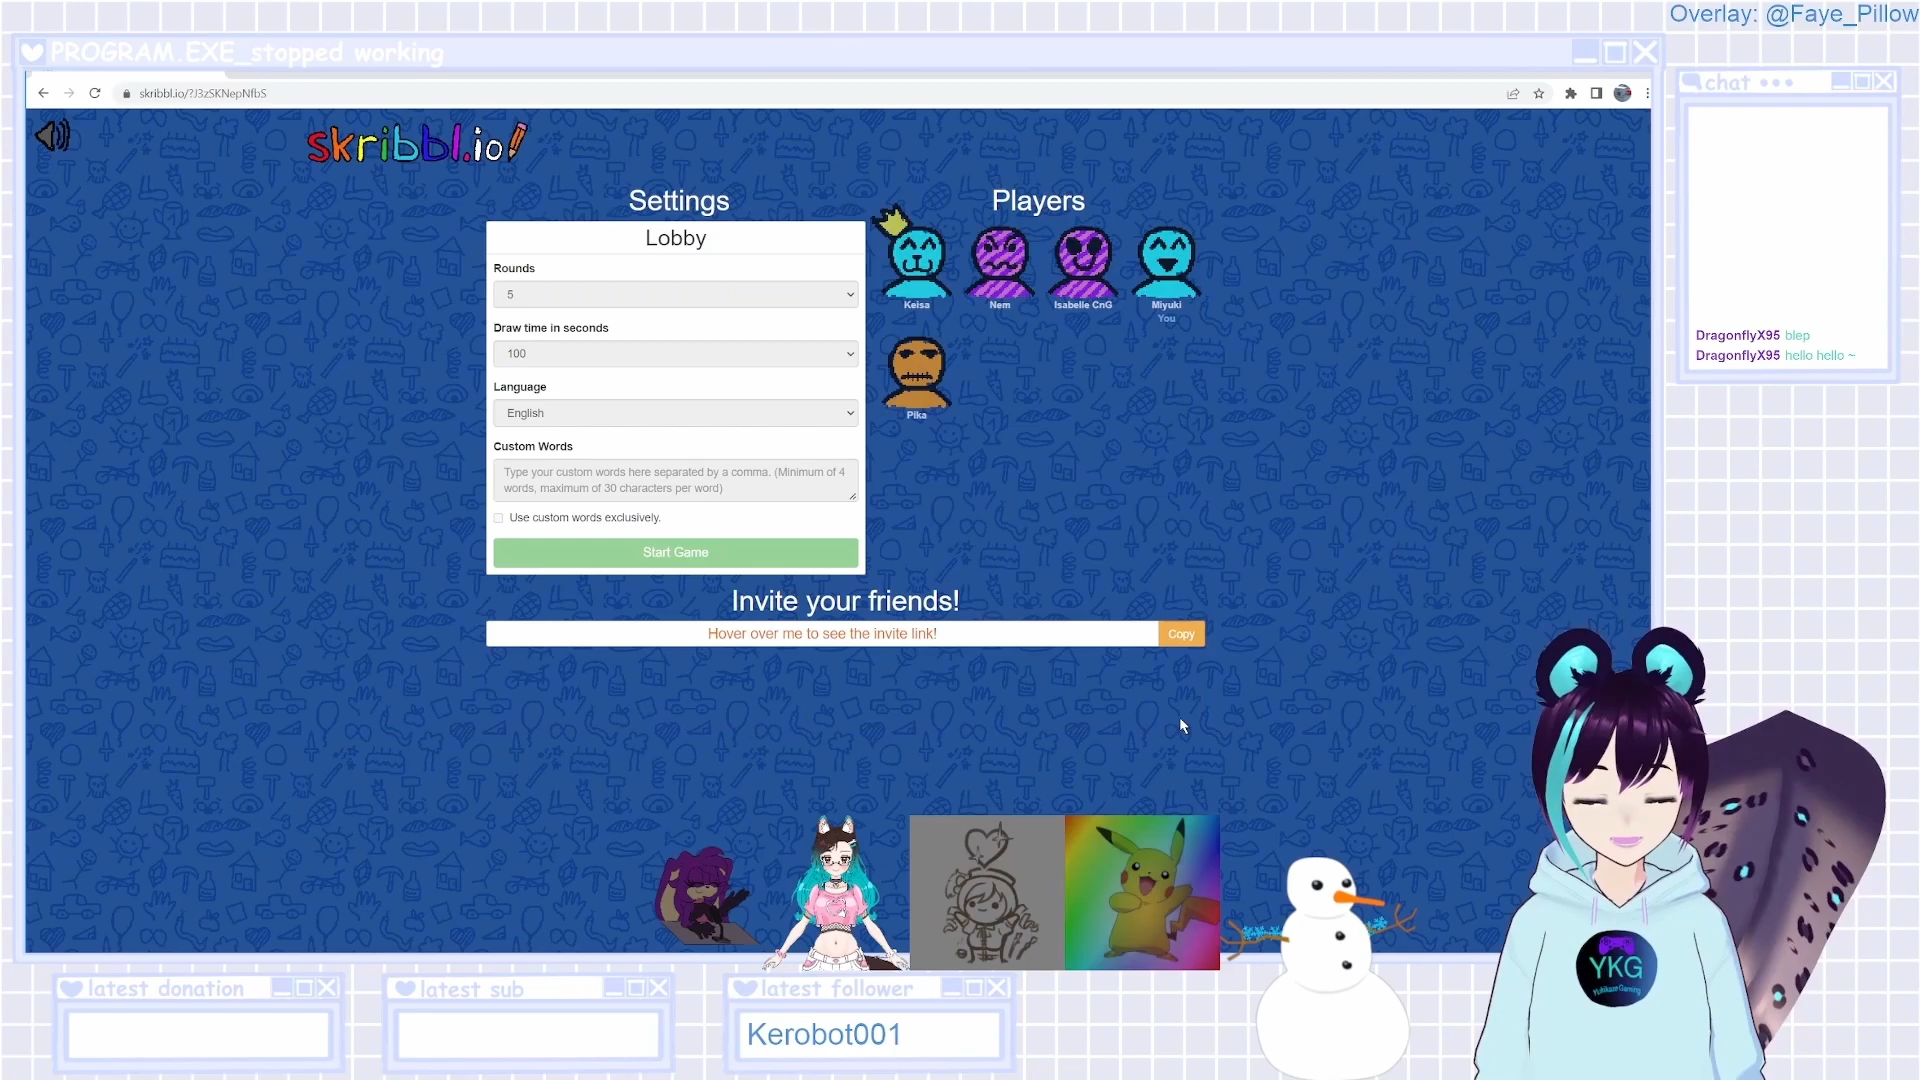 Overlay: @Faye_Pillow
PROGRAM.EXE_stopped working
skribbl.io/?J3zSKNepNfbS
chat
skribbl.io!
Settings
Players
Lobby
Rounds
5
Keisa
Nem
Isabelle CnG
Miyuki
You
Draw time in seconds
100
DragonflyX95 blep
DragonflyX95 hello hello ~
Language
English
Pika
Custom Words
Type your custom words here separated by a comma. (Minimum of 4
words, maximum of 30 characters per word)
Use custom words exclusively.
Start Game
Invite your friends!
Hover over me to see the invite link!
Copy
YKG
Yukikaze Gaming
latest donation
latest sub
latest follower
Kerobot001